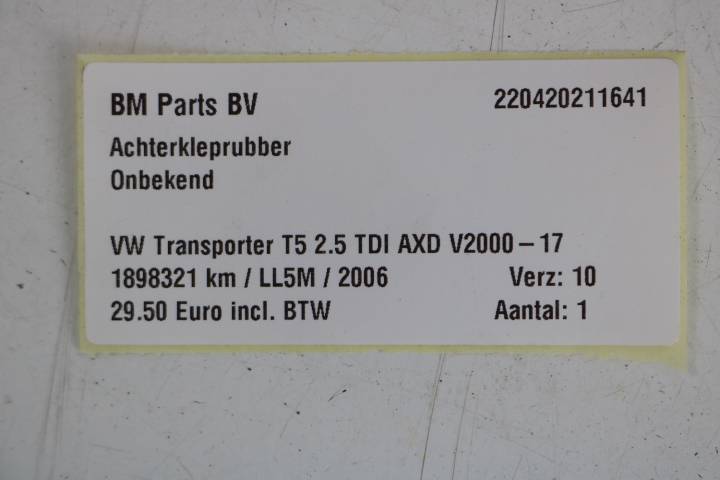 BM Parts BV 220420211641
Achterkleprubber
Onbekend
VW Transporter T5 2.5 TDI AXD V2000-17
1898321 km / LL5M / 2006 Verz: 10
29.50 Euro incl. BTW Aantal: 1